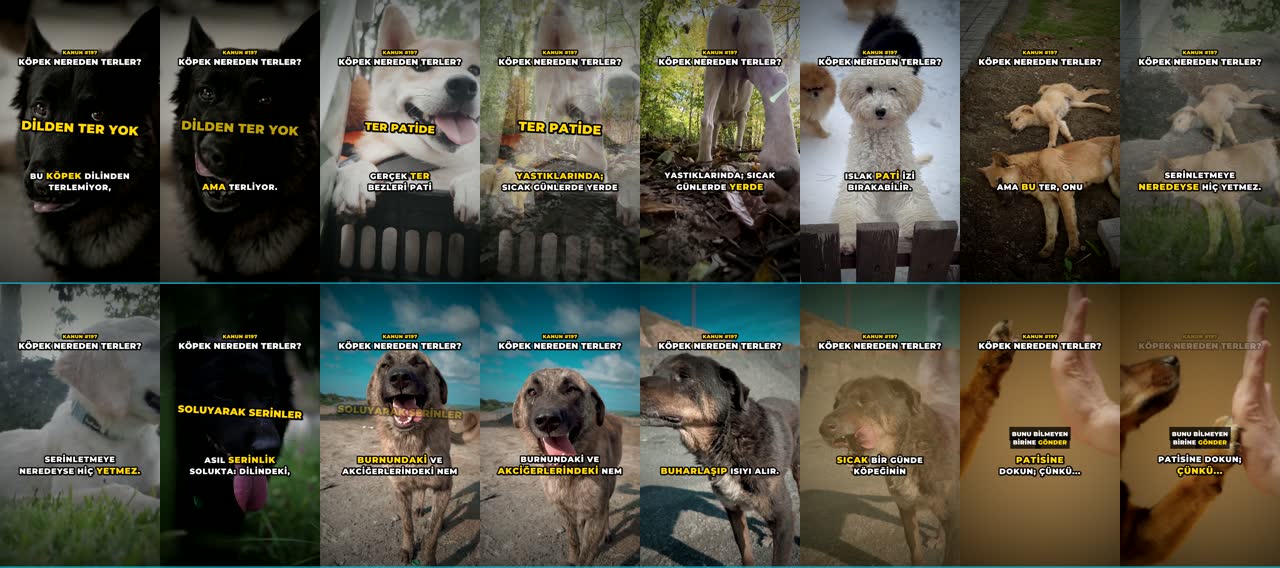 KANUN #197
KÖPEK NEREDEN TERLER?
DİLDEN TER YOK
BU KÖPEK DİLİNDEN
TERLEMİYOR,
KANUN #197
KÖPEK NEREDEN TERLER?
DİLDEN TER YOK
AMA TERLİYOR.
KANUN #197
KÖPEK NEREDEN TERLER?
TER PATİDE
GERÇEK TER
BEZLERİ PATİ
KANUN #197
KÖPEK NEREDEN TERLER?
TER PATİDE
YASTIKLARINDA;
SICAK GÜNLERDE YERDE
KANUN #197
KÖPEK NEREDEN TERLER?
YASTIKLARINDA; SICAK
GÜNLERDE YERDE
KANUN #197
KÖPEK NEREDEN TERLER?
ISLAK PATİ İZİ
BIRAKABİLİR.
KANUN #197
KÖPEK NEREDEN TERLER?
AMA BU TER, ONU
KANUN #197
KÖPEK NEREDEN TERLER?
SERİNLETMEYE
NEREDEYSE HİÇ YETMEZ.
KANUN #197
KÖPEK NEREDEN TERLER?
SERİNLETMEYE
NEREDEYSE HİÇ YETMEZ.
KANUN #197
KÖPEK NEREDEN TERLER?
SOLUYARAK SERİNLER
ASIL SERİNLİK
SOLUKTA: DİLİNDEKİ,
KANUN #197
KÖPEK NEREDEN TERLER?
SOLUYARAK SERİNLER
BURNUNDAKİ VE
AKCİĞERLERİNDEKİ NEM
KANUN #197
KÖPEK NEREDEN TERLER?
BURNUNDAKİ VE
AKCİĞERLERİNDEKİ NEM
KANUN #197
KÖPEK NEREDEN TERLER?
BUHARLAŞIP ISIYI ALIR.
KANUN #197
KÖPEK NEREDEN TERLER?
SICAK BİR GÜNDE
KÖPEĞİNİN
KANUN #197
KÖPEK NEREDEN TERLER?
BUNU BİLMEYEN
BİRİNE GÖNDER
PATİSİNE
DOKUN; ÇÜNKÜ...
KANUN #197
KÖPEK NEREDEN TERLER?
BUNU BİLMEYEN
BİRİNE GÖNDER
PATİSİNE DOKUN;
ÇÜNKÜ...